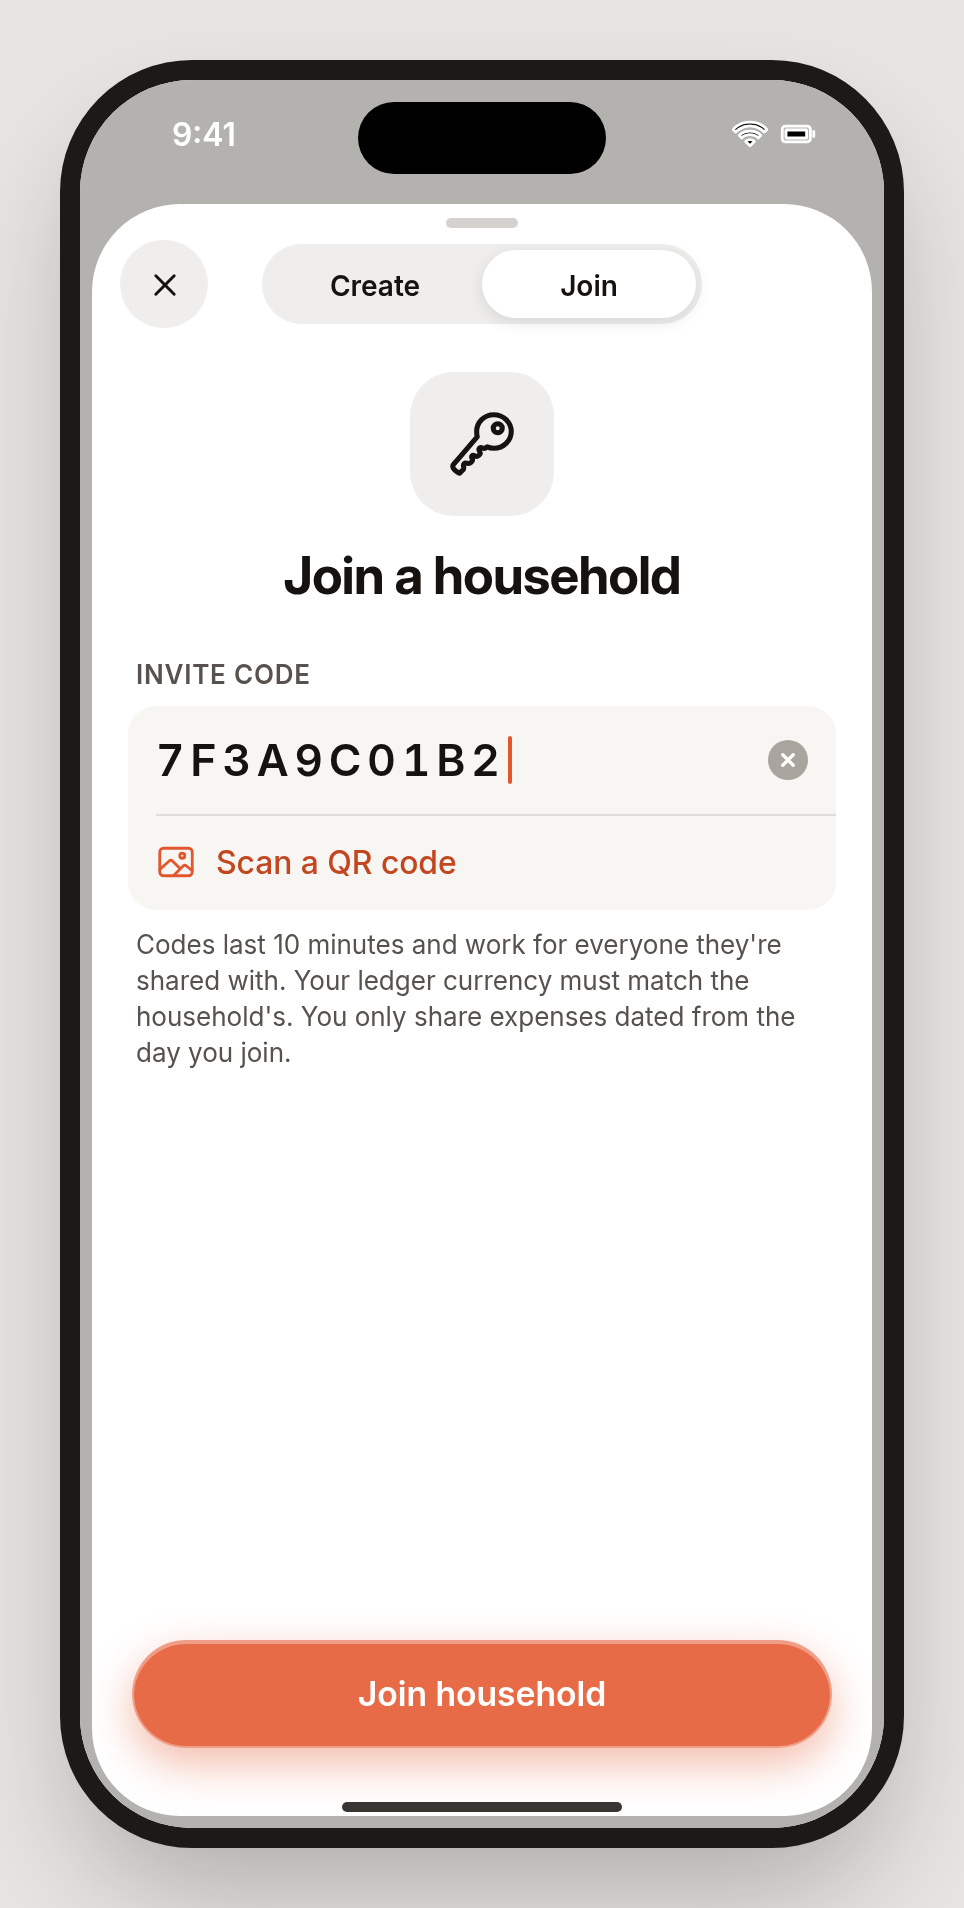 9:41
Create
Join
Join a household
INVITE CODE
7F3A9C01B2
Scan a QR code
Codes last 10 minutes and work for everyone they're
shared with. Your ledger currency must match the
household's. You only share expenses dated from the
day you join.
Join household